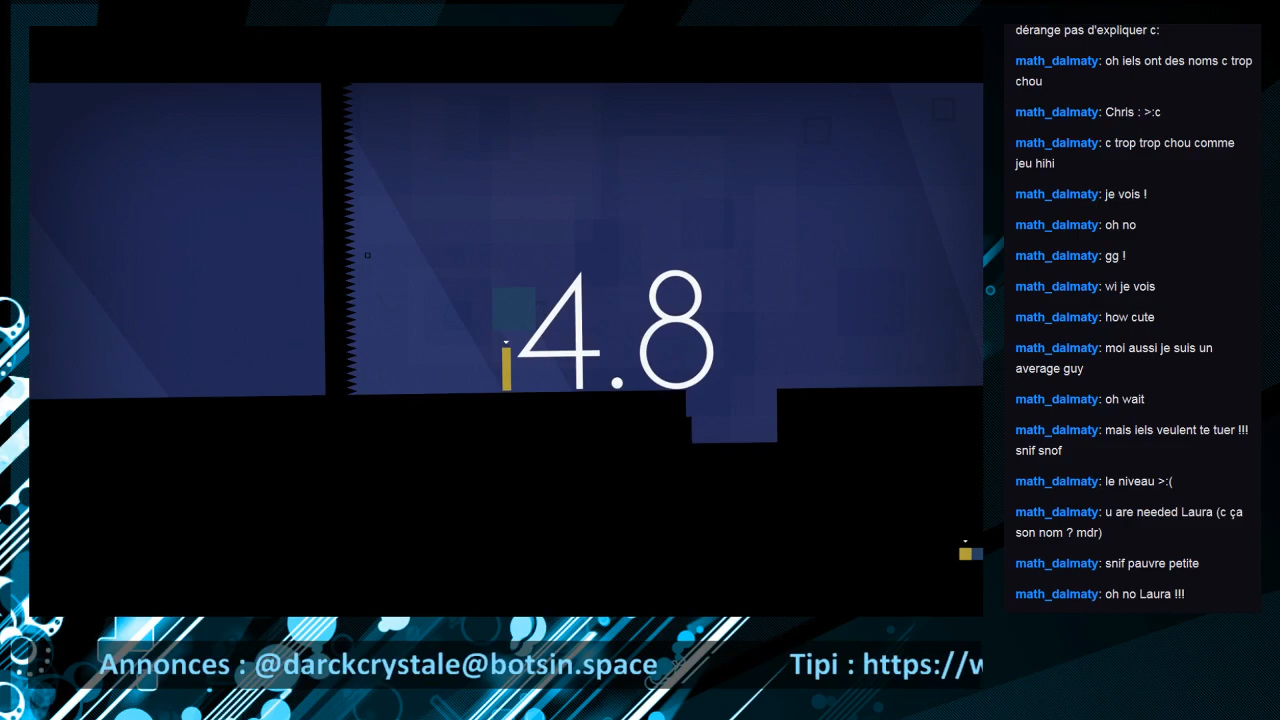 4.8
dérange pas d'expliquer c:
math_dalmaty: oh iels ont des noms c trop
chou
math_dalmaty: Chris : >:c
math_dalmaty: c trop trop chou comme
jeu hihi
math_dalmaty: je vois !
math_dalmaty: oh no
math_dalmaty: gg !
math_dalmaty: wi je vois
math_dalmaty: how cute
math_dalmaty: moi aussi je suis un
average guy
math_dalmaty: oh wait
math_dalmaty: mais iels veulent te tuer !!!
snif snof
math_dalmaty: le niveau >:(
math_dalmaty: u are needed Laura (c ça
son nom ? mdr)
math_dalmaty: snif pauvre petite
math_dalmaty: oh no Laura !!!
Annonces : @darckcrystale@botsin.space Tipi : https://w